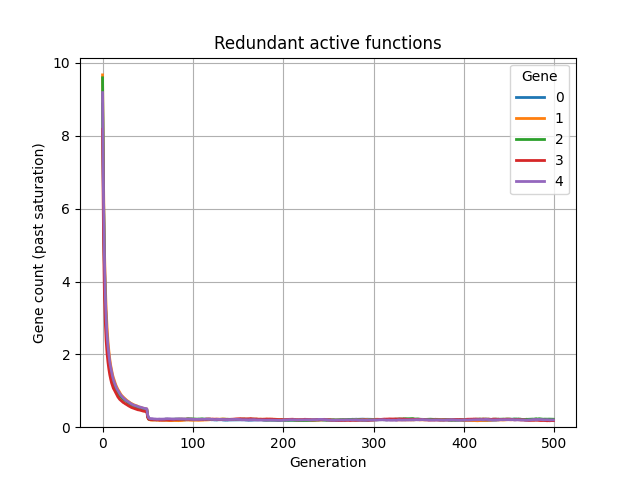 Redundant active functions
Gene count (past saturation)
10
8
6
4
2
0
Gene
0
1
2
3
4
0 100 200 300 400 500
Generation